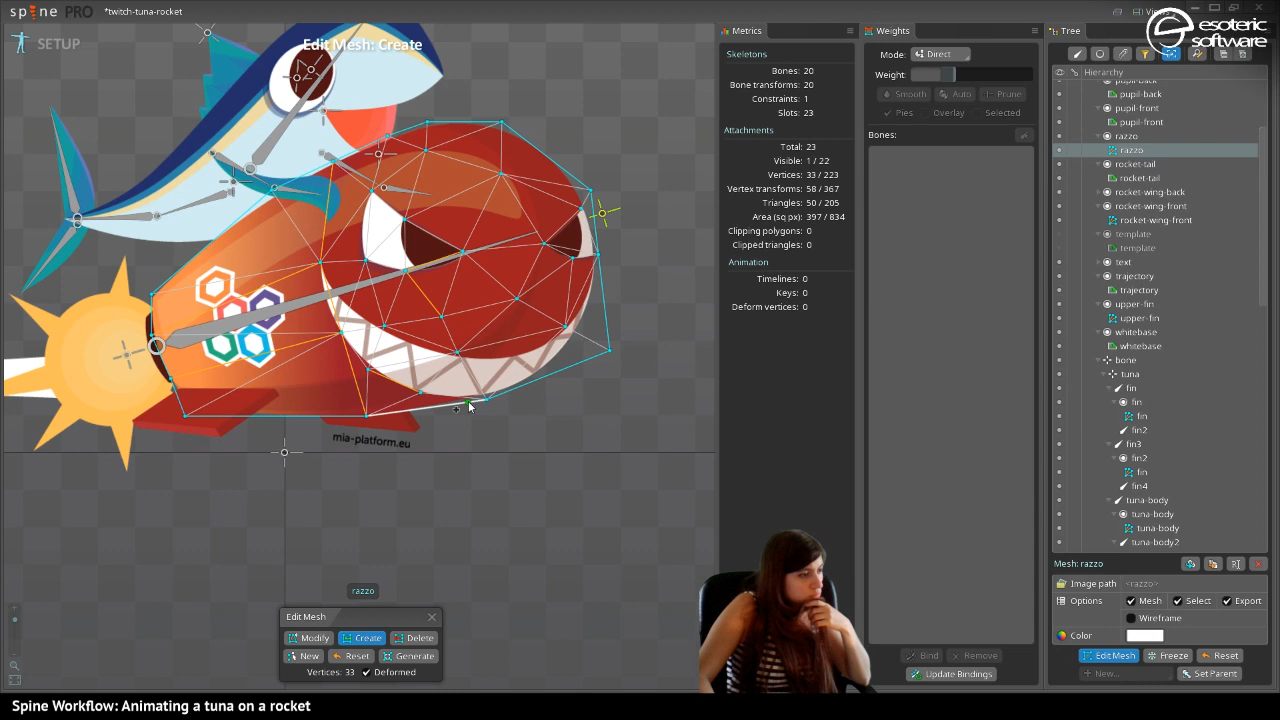 spine PRO
*twitch-tuna-rocket
Views
esoteric software
SETUP
Edit Mesh: Create
mia-platform.eu
razzo
Edit Mesh
Modify
Create
Delete
New
Reset
Generate
Vertices: 33
Deformed
Metrics
Skeletons
Bones: 20
Bone transforms: 20
Constraints: 1
Slots: 23
Attachments
Total: 23
Visible: 1 / 22
Vertices: 33 / 223
Vertex transforms: 58 / 367
Triangles: 50 / 205
Area (sq px): 397 / 834
Clipping polygons: 0
Clipped triangles: 0
Animation
Timelines: 0
Keys: 0
Deform vertices: 0
Weights
Mode: Direct
Weight:
Smooth
Auto
Prune
Pies
Overlay
Selected
Bones:
Bind
Remove
Update Bindings
Tree
Hierarchy
pupil-back
pupil-back
pupil-front
pupil-front
razzo
razzo
rocket-tail
rocket-tail
rocket-wing-back
rocket-wing-front
rocket-wing-front
template
template
text
trajectory
trajectory
upper-fin
upper-fin
whitebase
whitebase
bone
tuna
fin
fin
fin
fin2
fin3
fin2
fin
fin4
tuna-body
tuna-body
tuna-body
tuna-body2
Mesh: razzo
Image path <razzo>
Options Mesh Select Export
Wireframe
Color
Edit Mesh
Freeze
Reset
New...
Set Parent
Spine Workflow: Animating a tuna on a rocket